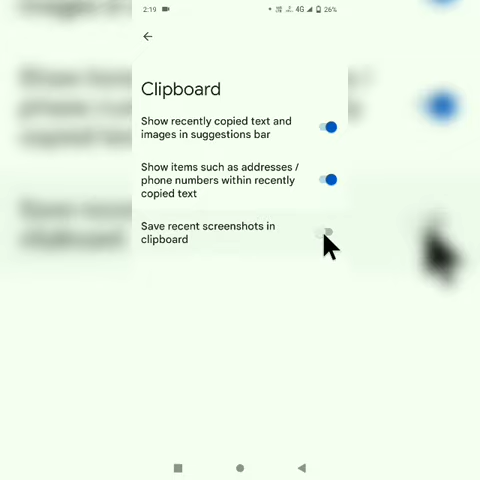 2:19 4G 26%
Clipboard
Show recently copied text and
images in suggestions bar
Show items such as addresses /
phone numbers within recently
copied text
Save recent screenshots in
clipboard